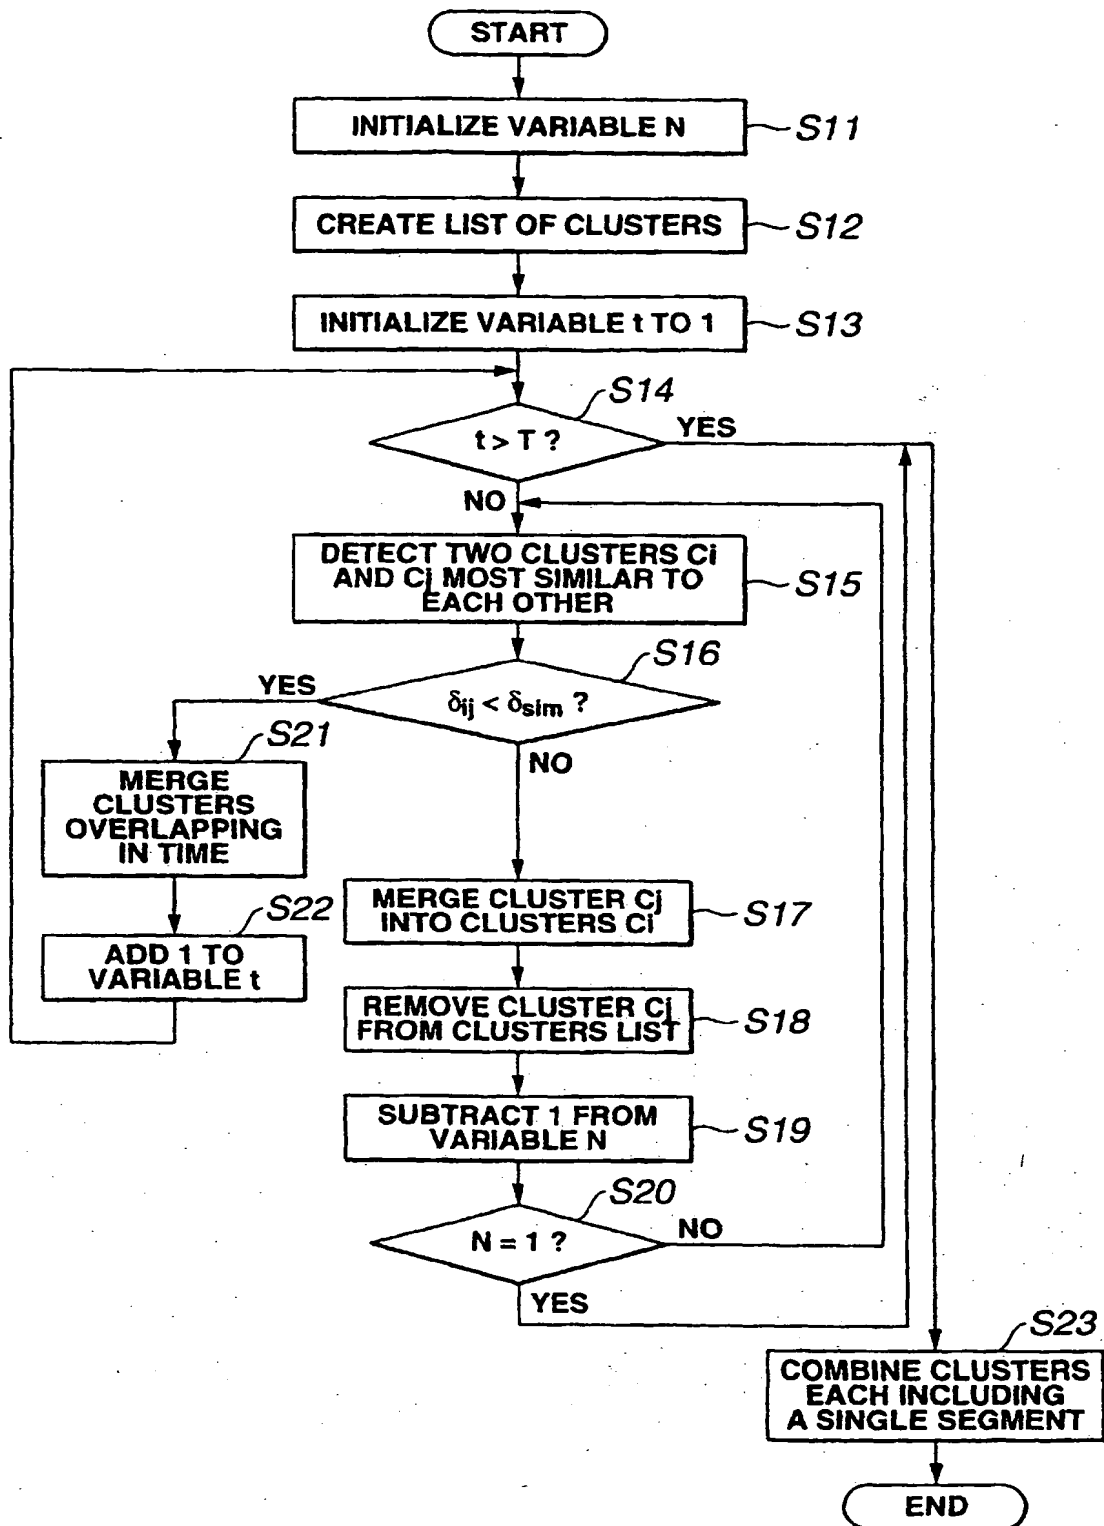 START
INITIALIZE VARIABLE N
S11
CREATE LIST OF CLUSTERS
S12
INITIALIZE VARIABLE t TO 1
S13
S14
t > T ?
YES
NO
DETECT TWO CLUSTERS Ci
AND Cj MOST SIMILAR TO
EACH OTHER
S15
S16
δij < δsim ?
YES
NO
S21
MERGE
CLUSTERS
OVERLAPPING
IN TIME
S22
ADD 1 TO
VARIABLE t
MERGE CLUSTER Cj
INTO CLUSTERS Ci
S17
REMOVE CLUSTER Cj
FROM CLUSTERS LIST
S18
SUBTRACT 1 FROM
VARIABLE N
S19
S20
N = 1 ?
NO
YES
S23
COMBINE CLUSTERS
EACH INCLUDING
A SINGLE SEGMENT
END